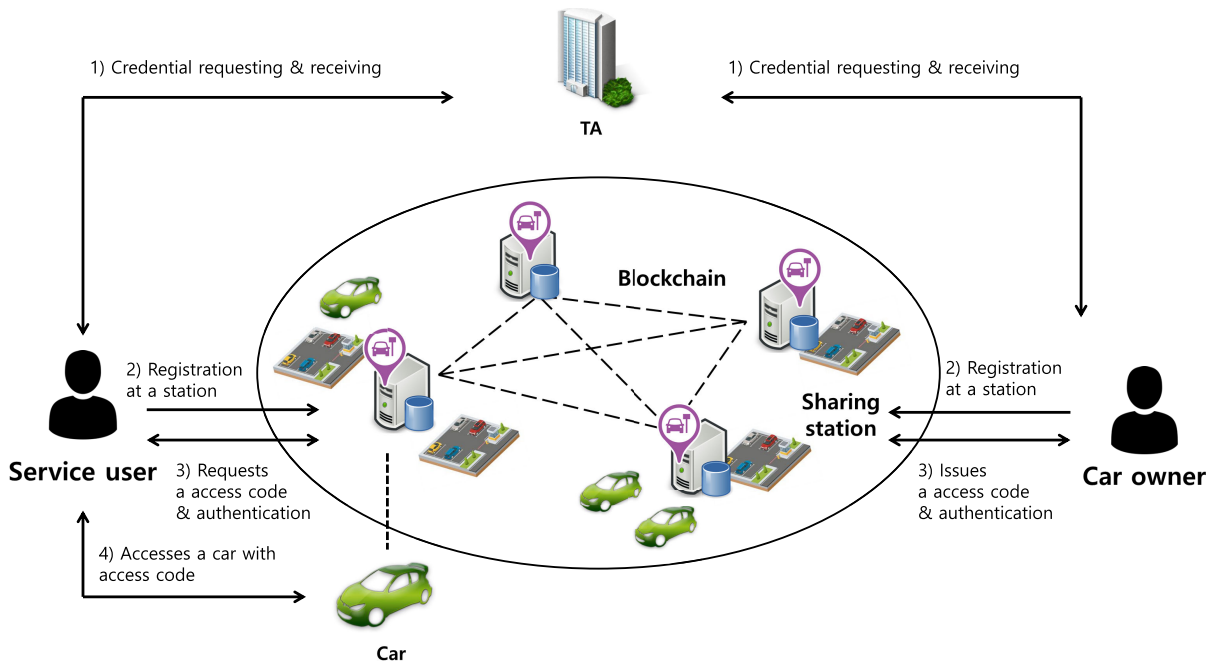 1) Credential requesting & receiving
1) Credential requesting & receiving
TA
Blockchain
2) Registration
at a station
Sharing
station
2) Registration
at a station
Service user
3) Requests
a access code
& authentication
3) Issues
a access code
& authentication
Car owner
4) Accesses a car with
access code
Car